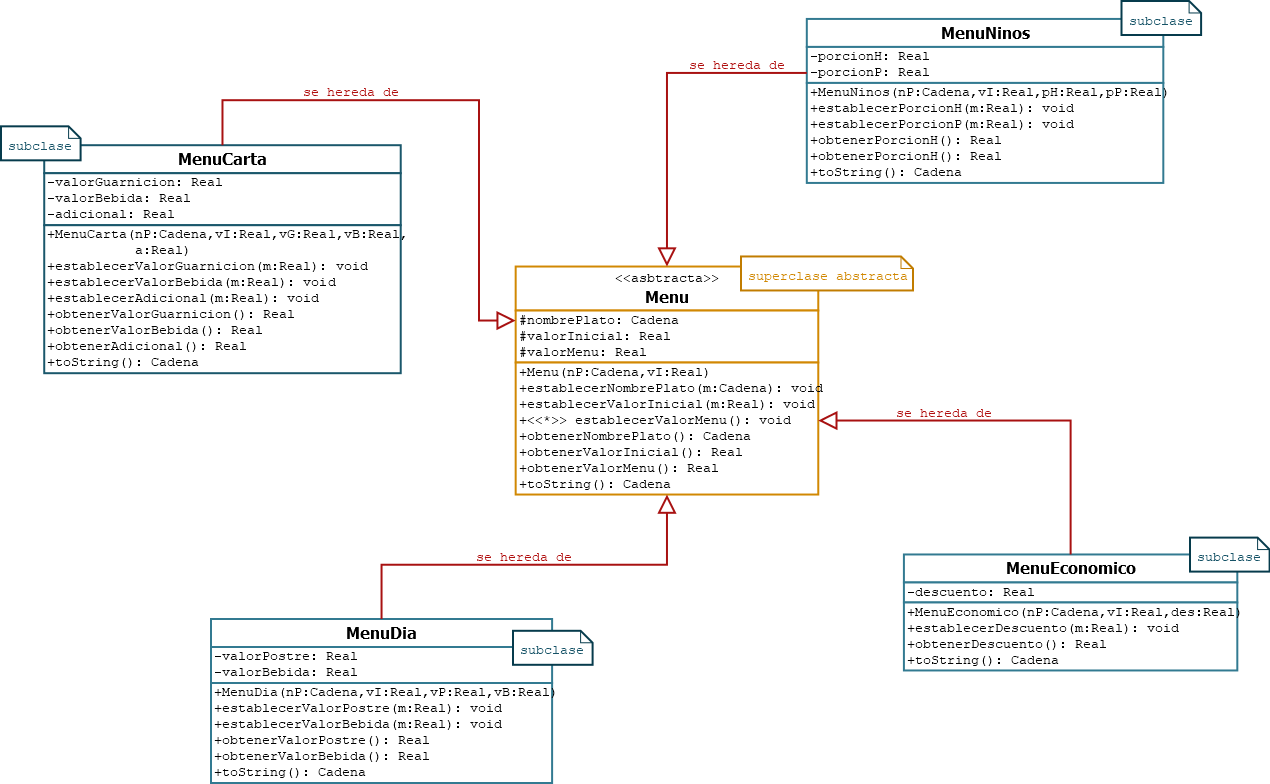 subclase
MenuNinos
-porcionH: Real
-porcionP: Real
+MenuNinos(nP:Cadena,vI:Real,pH:Real,pP:Real)
+establecerPorcionH(m:Real): void
+establecerPorcionP(m:Real): void
+obtenerPorcionH(): Real
+obtenerPorcionH(): Real
+toString(): Cadena
se hereda de
se hereda de
subclase
MenuCarta
-valorGuarnicion: Real
-valorBebida: Real
-adicional: Real
+MenuCarta(nP:Cadena,vI:Real,vG:Real,vB:Real,
a:Real)
+establecerValorGuarnicion(m:Real): void
+establecerValorBebida(m:Real): void
+establecerAdicional(m:Real): void
+obtenerValorGuarnicion(): Real
+obtenerValorBebida(): Real
+obtenerAdicional(): Real
+toString(): Cadena
superclase abstracta
<<asbtracta>>
Menu
#nombrePlato: Cadena
#valorInicial: Real
#valorMenu: Real
+Menu(nP:Cadena,vI:Real)
+establecerNombrePlato(m:Cadena): void
+establecerValorInicial(m:Real): void
+<<*>> establecerValorMenu(): void
+obtenerNombrePlato(): Cadena
+obtenerValorInicial(): Real
+obtenerValorMenu(): Real
+toString(): Cadena
se hereda de
se hereda de
subclase
MenuEconomico
-descuento: Real
+MenuEconomico(nP:Cadena,vI:Real,des:Real)
+establecerDescuento(m:Real): void
+obtenerDescuento(): Real
+toString(): Cadena
MenuDia
subclase
-valorPostre: Real
-valorBebida: Real
+MenuDia(nP:Cadena,vI:Real,vP:Real,vB:Real)
+establecerValorPostre(m:Real): void
+establecerValorBebida(m:Real): void
+obtenerValorPostre(): Real
+obtenerValorBebida(): Real
+toString(): Cadena